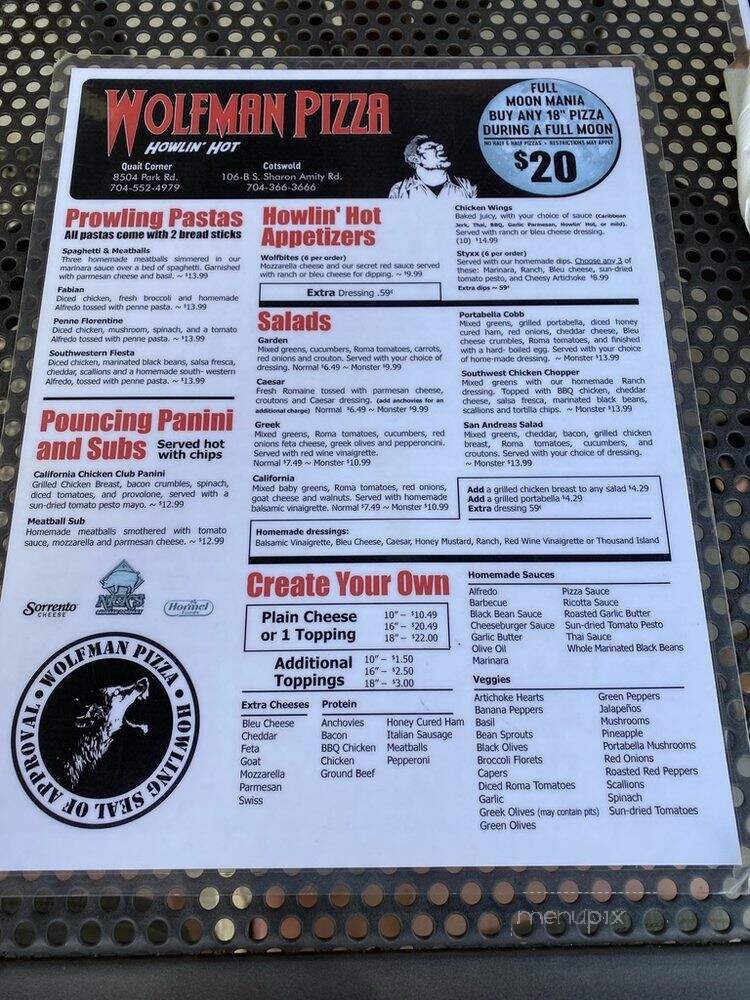 WOLFMAN PIZZA
HOWLIN' HOT
Quail Corner
8504 Park Rd.
704-552-4979
Cotswold
106-B S. Sharon Amity Rd.
704-366-3666
FULL
MOON MANIA
BUY ANY 18" PIZZA
DURING A FULL MOON
NO HALF & HALF PIZZAS • RESTRICTIONS MAY APPLY
$20
Prowling Pastas
All pastas come with 2 bread sticks
Spaghetti & Meatballs
Three homemade meatballs simmered in our
marinara sauce over a bed of spaghetti. Garnished
with parmesan cheese and basil. ~ $13.99
Fabian
Diced chicken, fresh broccoli and homemade
Alfredo tossed with penne pasta. ~ $13.99
Penne Florentine
Diced chicken, mushroom, spinach, and a tomato
Alfredo tossed with penne pasta. ~ $13.99
Southwestern Fiesta
Diced chicken, marinated black beans, salsa fresca,
cheddar, scallions and a homemade south- western
Alfredo, tossed with penne pasta. ~ $13.99
Pouncing Panini
and Subs
Served hot
with chips
California Chicken Club Panini
Grilled Chicken Breast, bacon crumbles, spinach,
diced tomatoes, and provolone, served with a
sun-dried tomato pesto mayo. ~ $12.99
Meatball Sub
Homemade meatballs smothered with tomato
sauce, mozzarella and parmesan cheese. ~ $12.99
Sorrento
CHEESE
Hormel
WOLFMAN PIZZA • HOWLING SEAL OF APPROVAL •
Howlin' Hot
Appetizers
Wolfbites (6 per order)
Mozzarella cheese and our secret red sauce served
with ranch or bleu cheese for dipping. ~ $9.99
Extra Dressing .59¢
Chicken Wings
Baked juicy, with your choice of sauce (Caribbean
Jerk, Thai, BBQ, Garlic Parmesan, Howlin' Hot, or mild).
Served with ranch or bleu cheese dressing.
(10) $14.99
Styxx (6 per order)
Served with our homemade dips. Choose any 3 of
these: Marinara, Ranch, Bleu cheese, sun-dried
tomato pesto, and Cheesy Artichoke $8.99
Extra dips ~ 59¢
Salads
Garden
Mixed greens, cucumbers, Roma tomatoes, carrots,
red onions and crouton. Served with your choice of
dressing. Normal $6.49 ~ Monster $9.99
Caesar
Fresh Romaine tossed with parmesan cheese,
croutons and Caesar dressing. (add anchovies for an
additional charge) Normal $6.49 ~ Monster $9.99
Greek
Mixed greens, Roma tomatoes, cucumbers, red
onions feta cheese, greek olives and pepperoncini.
Served with red wine vinaigrette.
Normal $7.49 ~ Monster $10.99
California
Mixed baby greens, Roma tomatoes, red onions,
goat cheese and walnuts. Served with homemade
balsamic vinaigrette. Normal $7.49 ~ Monster $10.99
Portabella Cobb
Mixed greens, grilled portabella, diced honey
cured ham, red onions, cheddar cheese, Bleu
cheese crumbles, Roma tomatoes, and finished
with a hard- boiled egg. Served with your choice
of home-made dressing. ~ Monster $13.99
Southwest Chicken Chopper
Mixed greens with our homemade Ranch
dressing. Topped with BBQ chicken, cheddar
cheese, salsa fresca, marinated black beans,
scallions and tortilla chips. ~ Monster $13.99
San Andreas Salad
Mixed greens, cheddar, bacon, grilled chicken
breast, Roma tomatoes, cucumbers, and
croutons. Served with your choice of dressing.
~ Monster $13.99
Add a grilled chicken breast to any salad $4.29
Add a grilled portabella $4.29
Extra dressing 59¢
Homemade dressings:
Balsamic Vinaigrette, Bleu Cheese, Caesar, Honey Mustard, Ranch, Red Wine Vinaigrette or Thousand Island
Create Your Own
Plain Cheese
or 1 Topping
10" – $10.49
16" – $20.49
18" – $22.00
Additional
Toppings
10" – $1.50
16" – $2.50
18" – $3.00
Extra Cheeses
Bleu Cheese
Cheddar
Feta
Goat
Mozzarella
Parmesan
Swiss
Protein
Anchovies
Bacon
BBQ Chicken
Chicken
Ground Beef
Honey Cured Ham
Italian Sausage
Meatballs
Pepperoni
Homemade Sauces
Alfredo
Barbecue
Black Bean Sauce
Cheeseburger Sauce
Garlic Butter
Olive Oil
Marinara
Pizza Sauce
Ricotta Sauce
Roasted Garlic Butter
Sun-dried Tomato Pesto
Thai Sauce
Whole Marinated Black Beans
Veggies
Artichoke Hearts
Banana Peppers
Basil
Bean Sprouts
Black Olives
Broccoli Florets
Capers
Diced Roma Tomatoes
Garlic
Greek Olives (may contain pits)
Green Olives
Green Peppers
Jalapeños
Mushrooms
Pineapple
Portabella Mushrooms
Red Onions
Roasted Red Peppers
Scallions
Spinach
Sun-dried Tomatoes
menupix